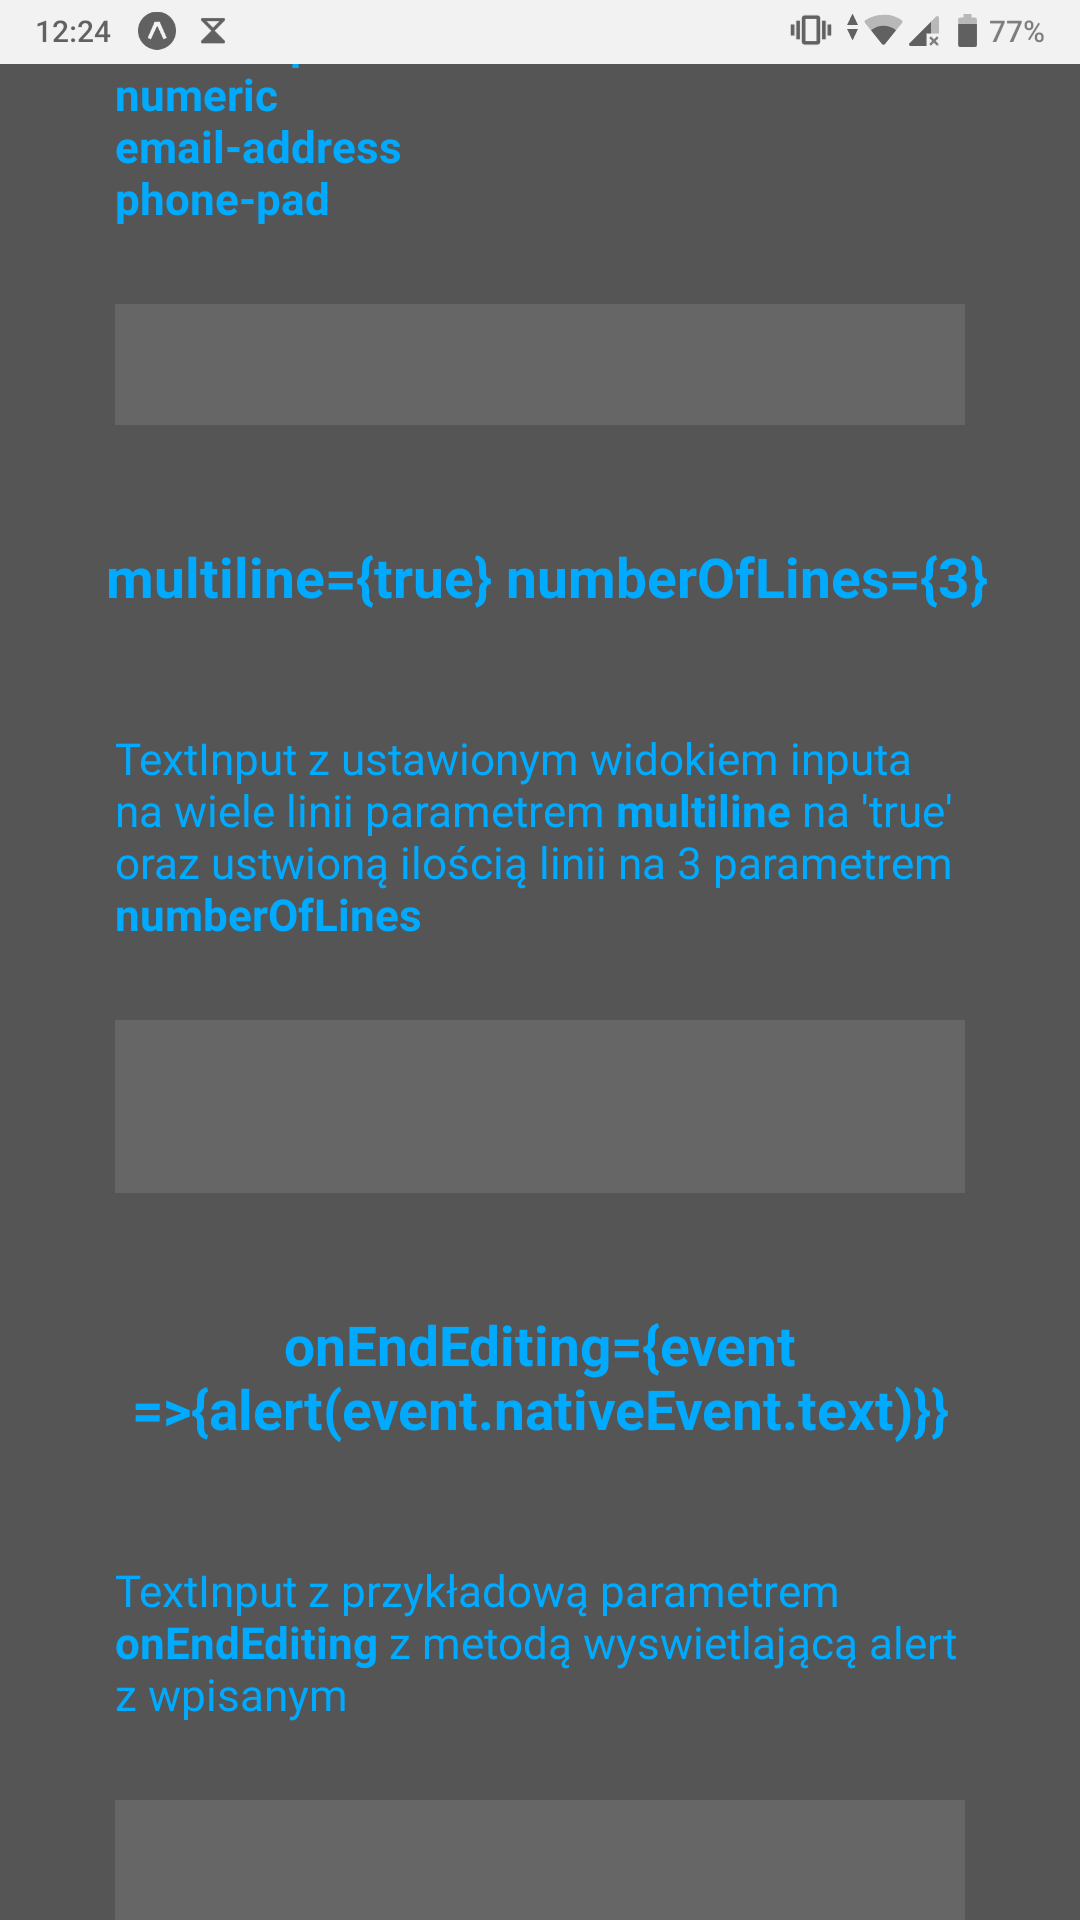 12:24
77%
numeric
email-address
phone-pad
multiline={true} numberOfLines={3}
TextInput z ustawionym widokiem inputa
na wiele linii parametrem multiline na 'true'
oraz ustwioną ilością linii na 3 parametrem
numberOfLines
onEndEditing={event
=>{alert(event.nativeEvent.text)}}
TextInput z przykładową parametrem
onEndEditing z metodą wyswietlającą alert
z wpisanym